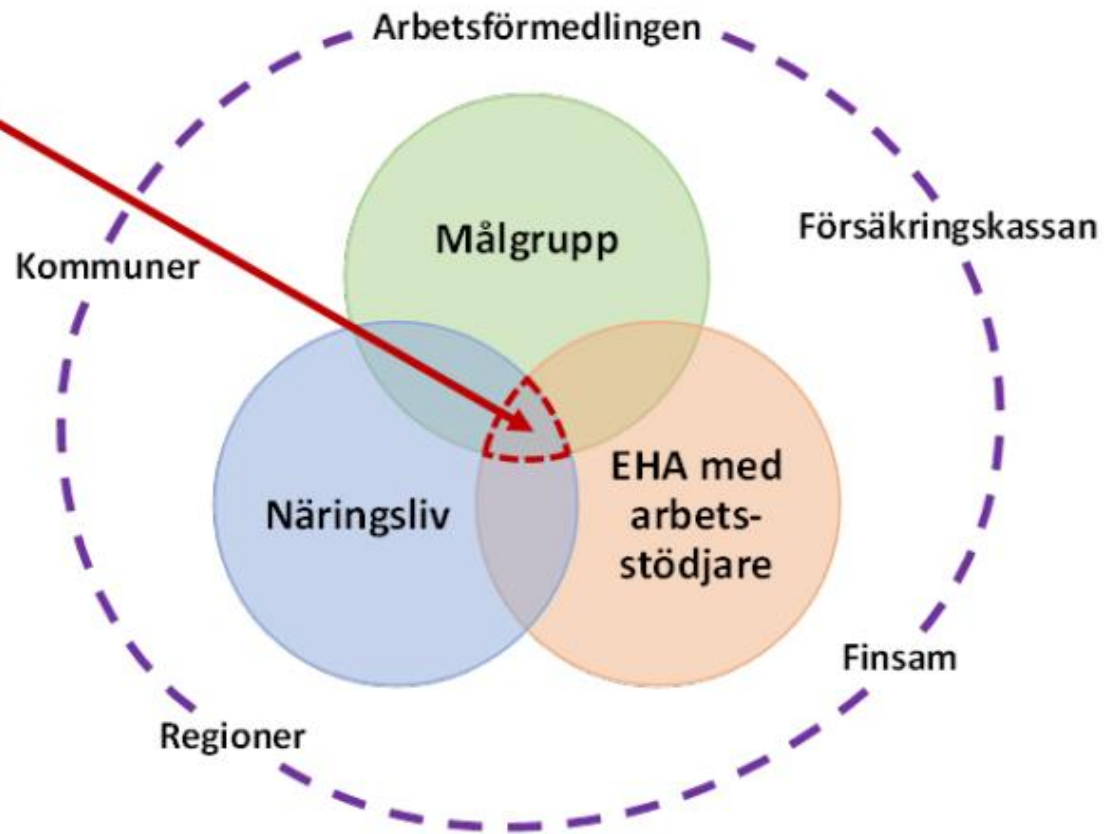 Arbetsförmedlingen
Försäkringskassan
Målgrupp
Kommuner
EHA med
arbets-
stödjare
Näringsliv
Finsam
Regioner